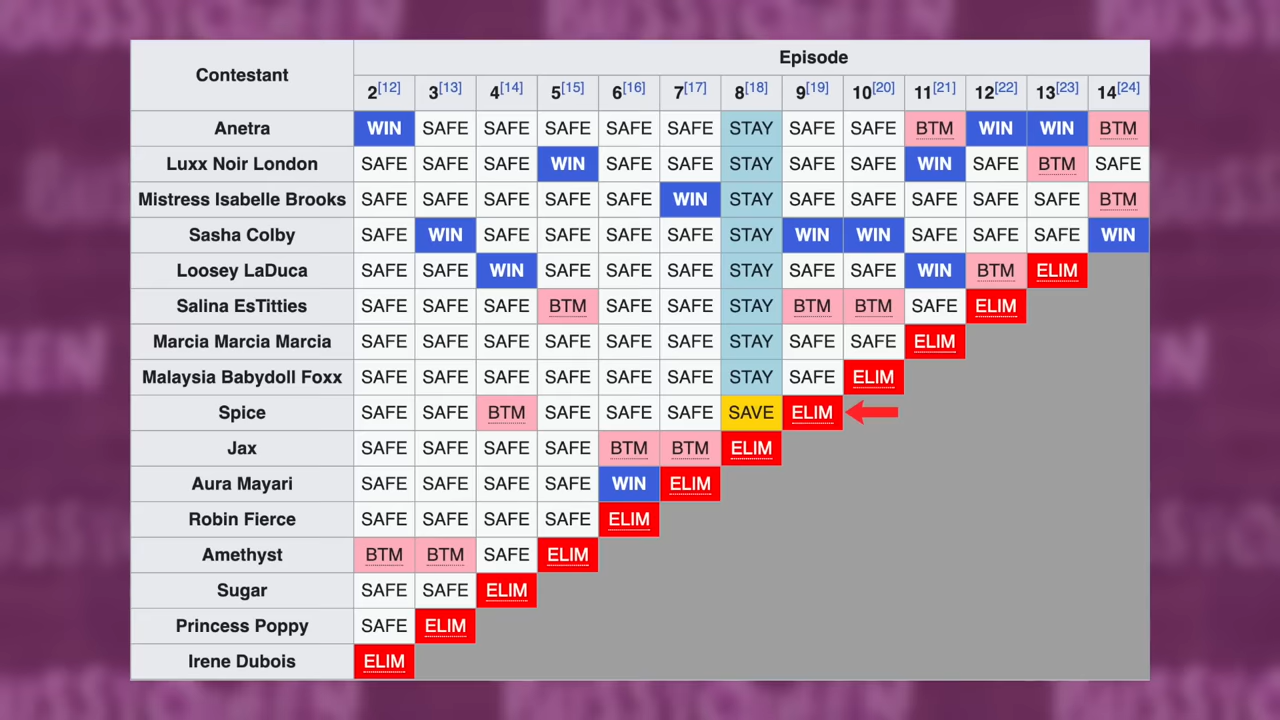 Contestant Episode
2[12] 3[13] 4[14] 5[15] 6[16] 7[17] 8[18] 9[19] 10[20] 11[21] 12[22] 13[23] 14[24]
Anetra WIN SAFE SAFE SAFE SAFE SAFE STAY SAFE SAFE BTM WIN WIN BTM
Luxx Noir London SAFE SAFE SAFE WIN SAFE SAFE STAY SAFE SAFE WIN SAFE BTM SAFE
Mistress Isabelle Brooks SAFE SAFE SAFE SAFE SAFE WIN STAY SAFE SAFE SAFE SAFE SAFE BTM
Sasha Colby SAFE WIN SAFE SAFE SAFE SAFE STAY WIN WIN SAFE SAFE SAFE WIN
Loosey LaDuca SAFE SAFE WIN SAFE SAFE SAFE STAY SAFE SAFE WIN BTM ELIM
Salina EsTitties SAFE SAFE SAFE BTM SAFE SAFE STAY BTM BTM SAFE ELIM
Marcia Marcia Marcia SAFE SAFE SAFE SAFE SAFE SAFE STAY SAFE SAFE ELIM
Malaysia Babydoll Foxx SAFE SAFE SAFE SAFE SAFE SAFE STAY SAFE ELIM
Spice SAFE SAFE BTM SAFE SAFE SAFE SAVE ELIM
Jax SAFE SAFE SAFE SAFE BTM BTM ELIM
Aura Mayari SAFE SAFE SAFE SAFE WIN ELIM
Robin Fierce SAFE SAFE SAFE SAFE ELIM
Amethyst BTM BTM SAFE ELIM
Sugar SAFE SAFE ELIM
Princess Poppy SAFE ELIM
Irene Dubois ELIM